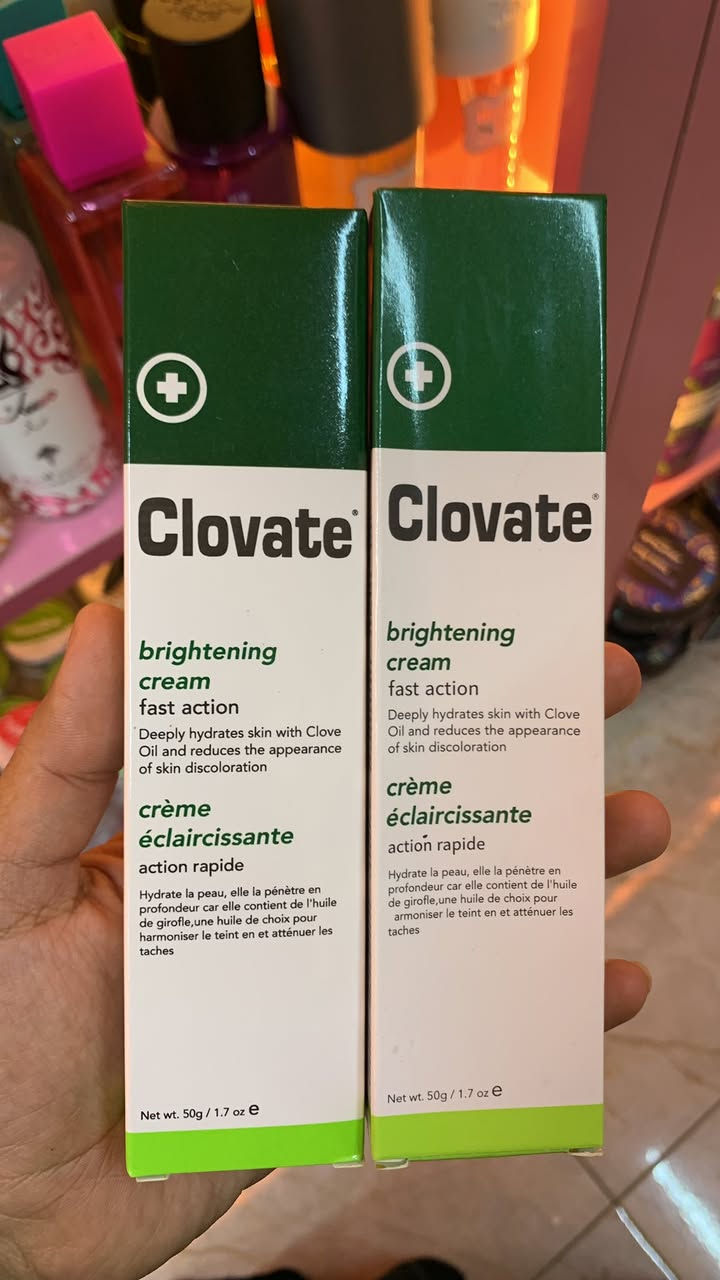 Clovate®
brightening
cream
fast action
Deeply hydrates skin with Clove
Oil and reduces the appearance
of skin discoloration
crème
éclaircissante
action rapide
Hydrate la peau, elle la pénètre en
profondeur car elle contient de l'huile
de girofle,une huile de choix pour
harmoniser le teint en et atténuer les
taches
Net wt. 50g / 1.7 oz e
Clovate®
brightening
cream
fast action
Deeply hydrates skin with Clove
Oil and reduces the appearance
of skin discoloration
crème
éclaircissante
action rapide
Hydrate la peau, elle la pénètre en
profondeur car elle contient de l'huile
de girofle,une huile de choix pour
armoniser le teint en et atténuer les
taches
Net wt. 50g / 1.7 oz e